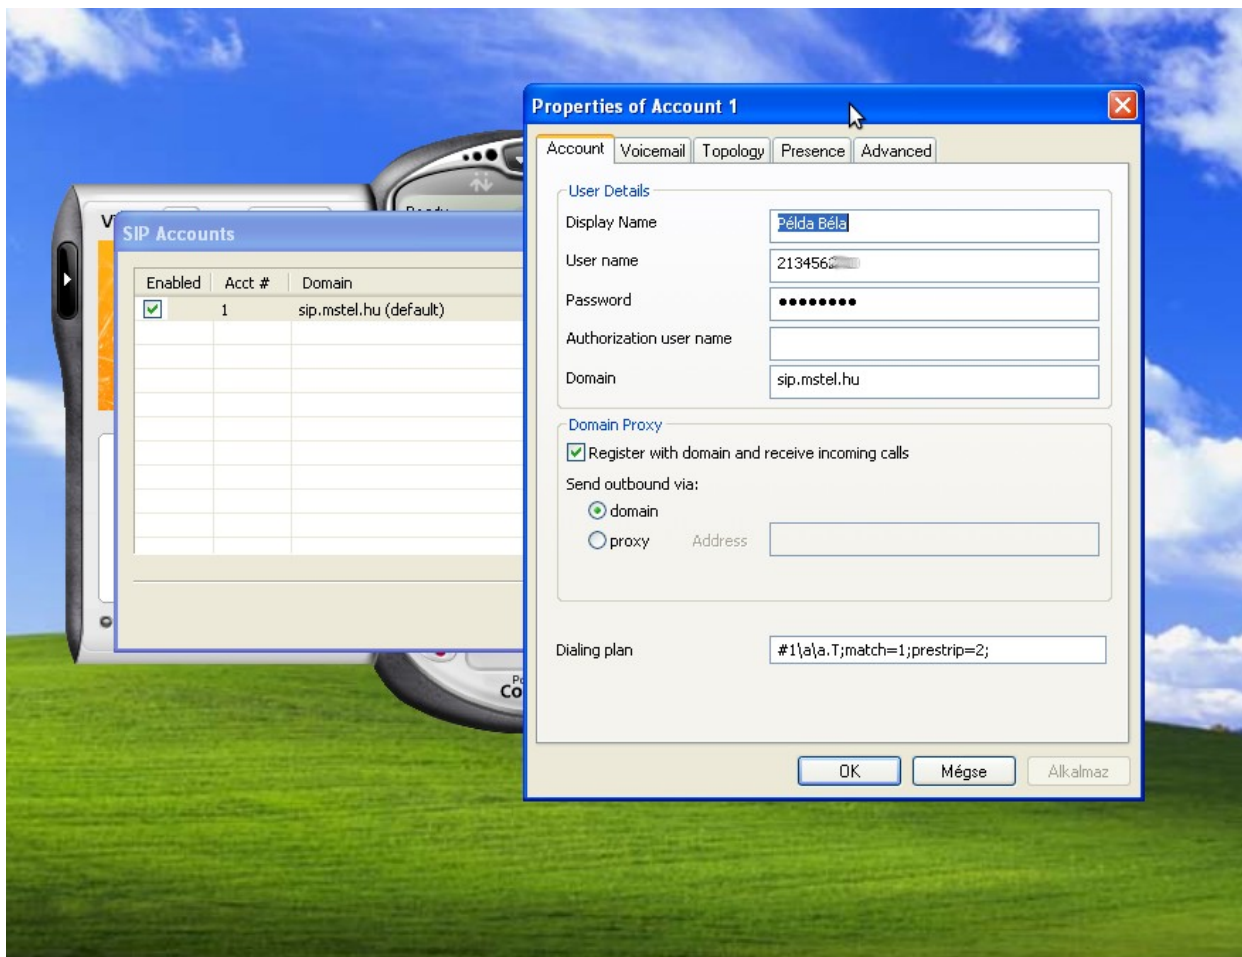 Properties of Account 1
Account Voicemail Topology Presence Advanced
User Details
Display Name Példa Béla
User name 2134562
Password ●●●●●●●●
Authorization user name
Domain sip.mstel.hu
Domain Proxy
Register with domain and receive incoming calls
Send outbound via:
domain
proxy Address
Dialing plan #1\a\a.T;match=1;prestrip=2;
OK Mégse Alkalmaz
SIP Accounts
Enabled Acct # Domain
1 sip.mstel.hu (default)